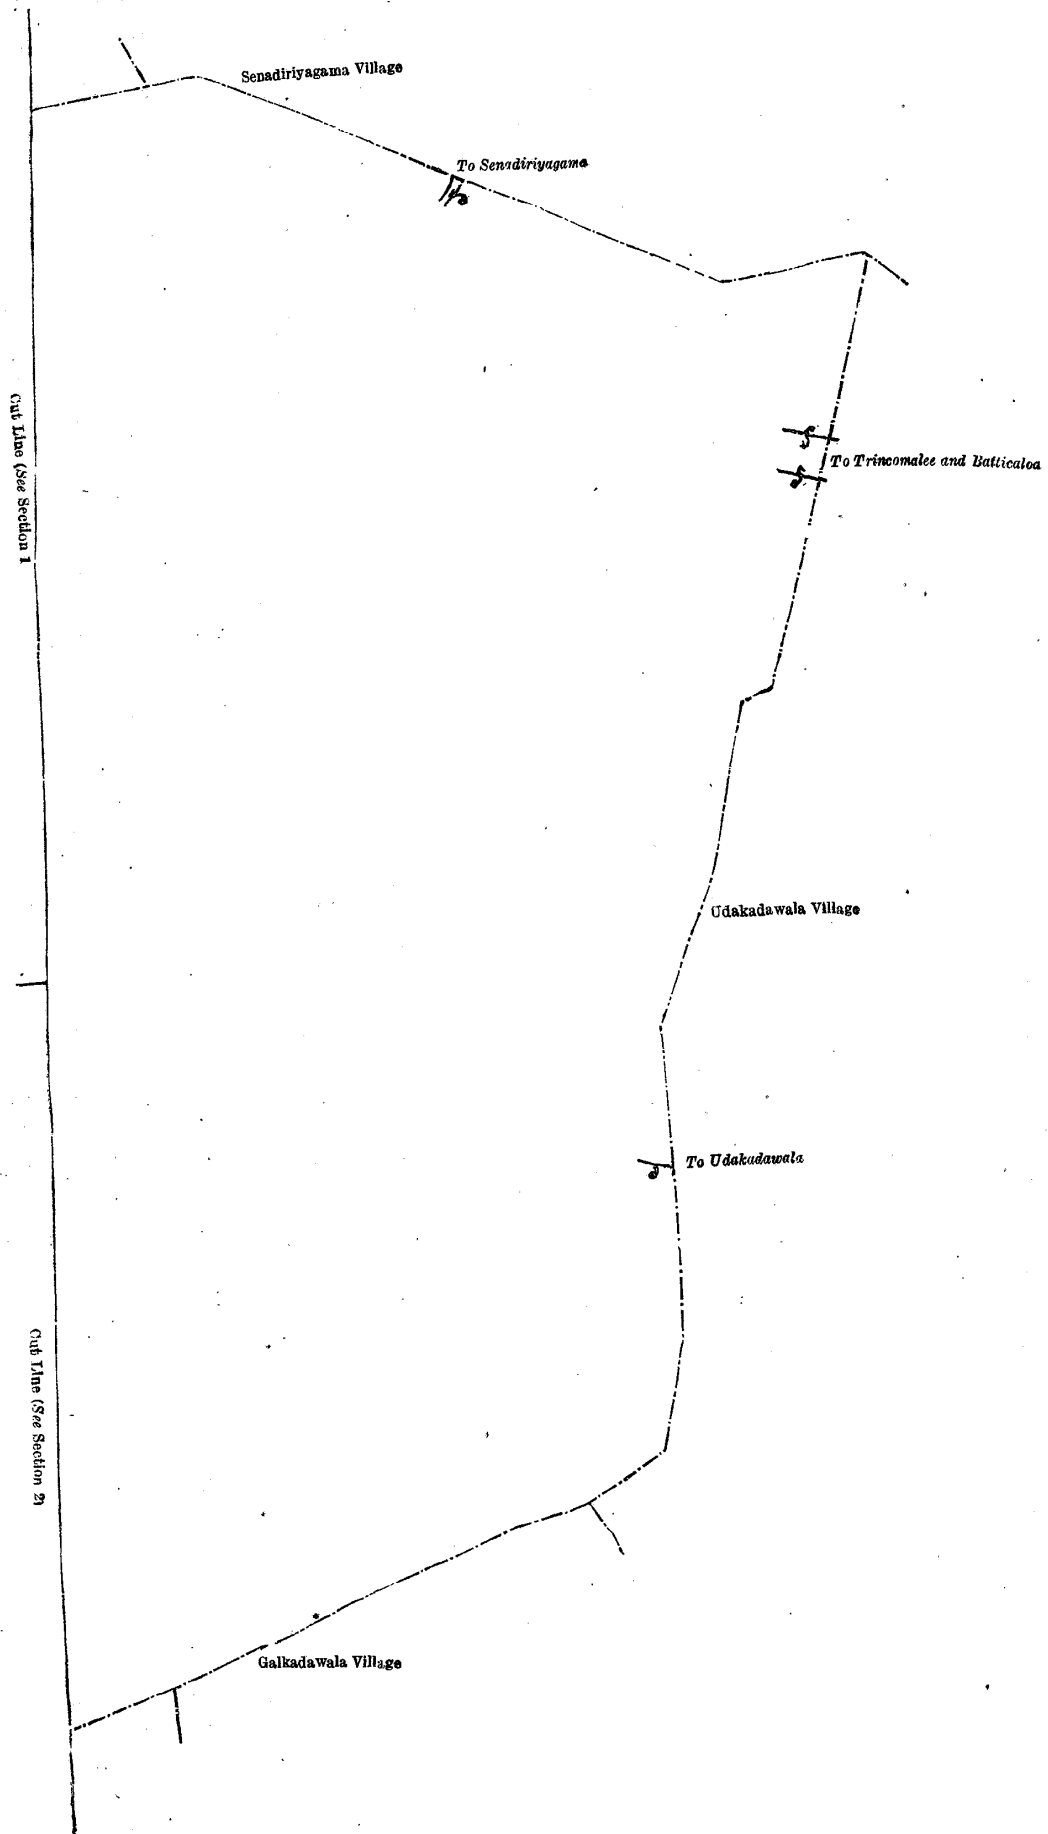 Senadiriyagama Village
To Senadiriyagama
To Trincomalee and Batticaloa
Cut Line (See Section 1
Udakadawala Village
To Udakadawala
Cut Line (See Section 2)
Galkadawala Village